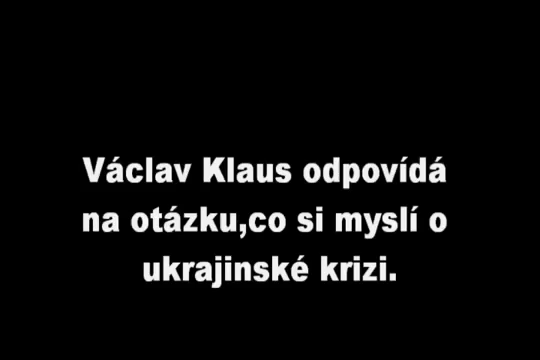 Václav Klaus odpovídá
na otázku,co si myslí o
ukrajinské krizi.